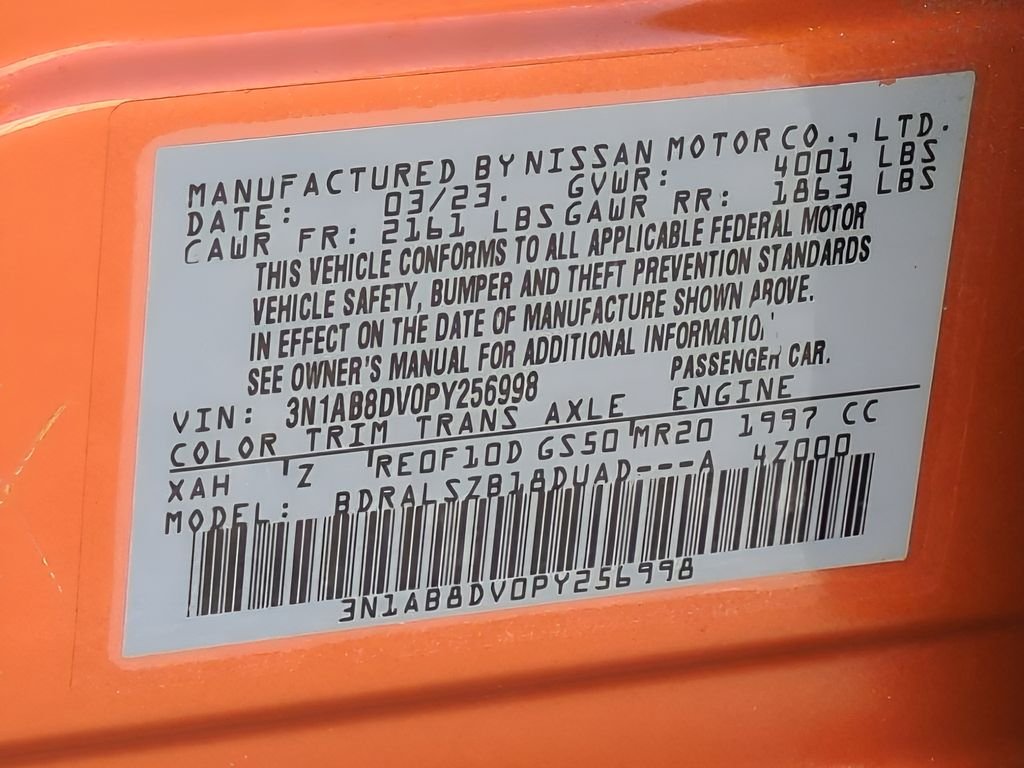 MANUFACTURED BY NISSAN MOTOR CO., LTD.
DATE: 03/23. GVWR: 4001 LBS
GAWR FR: 2161 LBS GAWR RR: 1863 LBS
THIS VEHICLE CONFORMS TO ALL APPLICABLE FEDERAL MOTOR
VEHICLE SAFETY, BUMPER AND THEFT PREVENTION STANDARDS
IN EFFECT ON THE DATE OF MANUFACTURE SHOWN ABOVE.
SEE OWNER'S MANUAL FOR ADDITIONAL INFORMATION
VIN: 3N1AB8DV0PY256998 PASSENGER CAR.
COLOR TRIM TRANS AXLE ENGINE
XAH Z RE0F10D GS50 MR20 1997 CC
MODEL: BDRALSZB18DUAD---A 4Z000
3N1AB8DV0PY256998